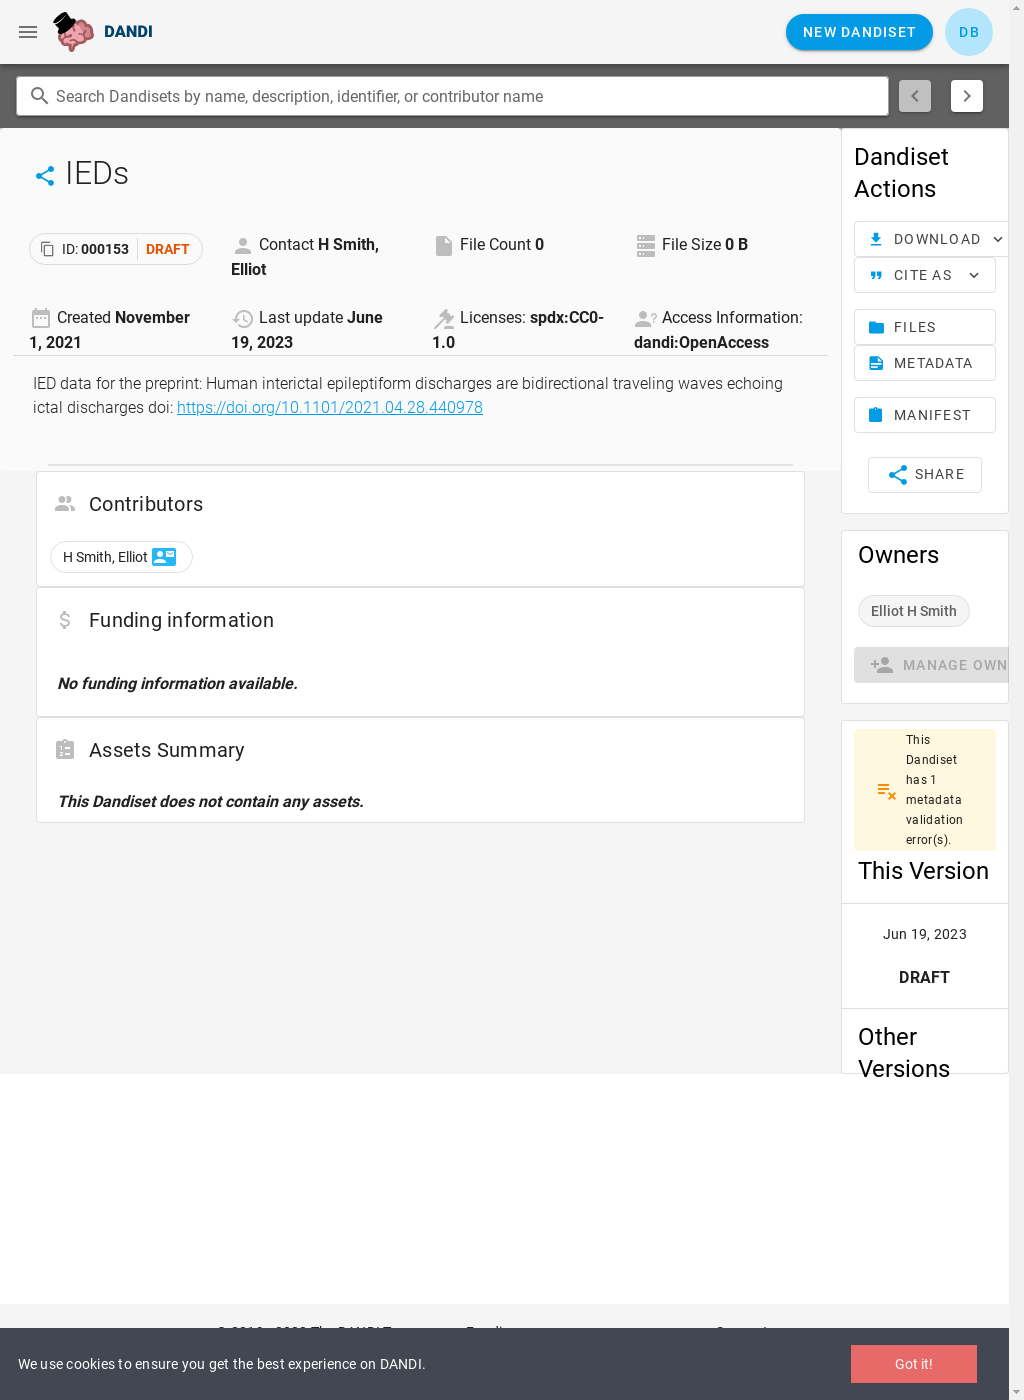 DANDI
NEW DANDISET
DB
Search Dandisets by name, description, identifier, or contributor name
IEDs
ID: 000153 DRAFT
Contact H Smith,
Elliot
File Count 0
File Size 0 B
Created November
1, 2021
Last update June
19, 2023
Licenses: spdx:CC0-
1.0
Access Information:
dandi:OpenAccess
IED data for the preprint: Human interictal epileptiform discharges are bidirectional traveling waves echoing
ictal discharges doi: https://doi.org/10.1101/2021.04.28.440978
Contributors
H Smith, Elliot
Funding information
No funding information available.
Assets Summary
This Dandiset does not contain any assets.
Dandiset
Actions
DOWNLOAD
CITE AS
FILES
METADATA
MANIFEST
SHARE
Owners
Elliot H Smith
MANAGE OWN
This
Dandiset
has 1
metadata
validation
error(s).
This Version
Jun 19, 2023
DRAFT
Other
Versions
We use cookies to ensure you get the best experience on DANDI.
Got it!